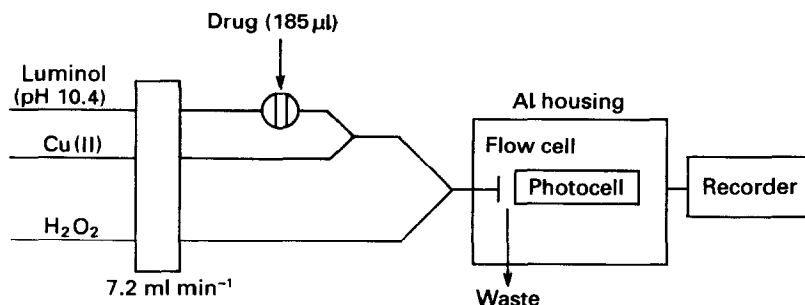 Drug (185 µl)
Luminol
(pH 10.4)
Cu(II)
H₂O₂
7.2 ml min⁻¹
Al housing
Flow cell
Photocell
Recorder
Waste